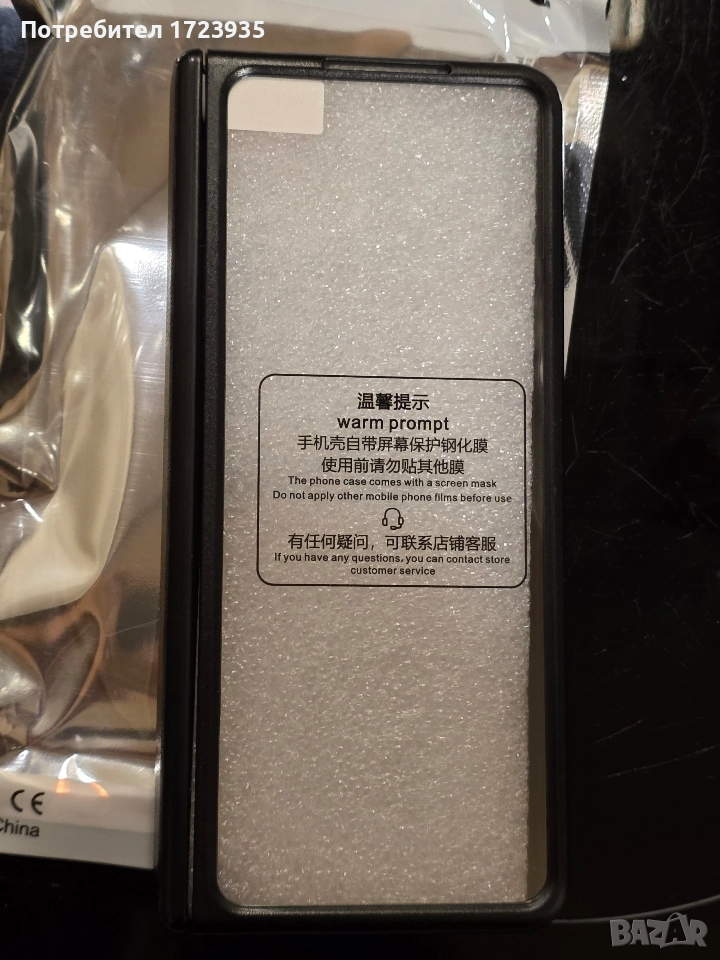 Потребител 1723935
温馨提示
warm prompt
手机壳自带屏幕保护钢化膜
使用前请勿贴其他膜
The phone case comes with a screen mask
Do not apply other mobile phone films before use
有任何疑问，可联系店铺客服
If you have any questions, you can contact store
customer service
CE
China
BAZAR